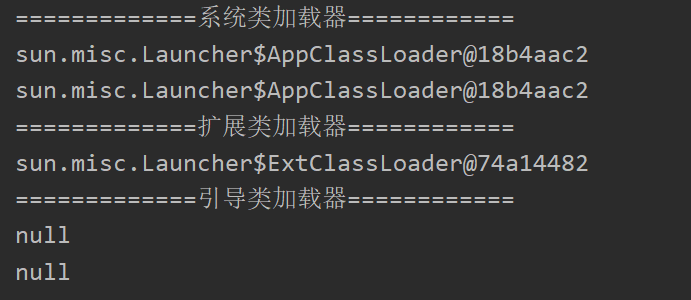 =============系统类加载器============
sun.misc.Launcher$AppClassLoader@18b4aac2
sun.misc.Launcher$AppClassLoader@18b4aac2
=============扩展类加载器============
sun.misc.Launcher$ExtClassLoader@74a14482
=============引导类加载器============
null
null